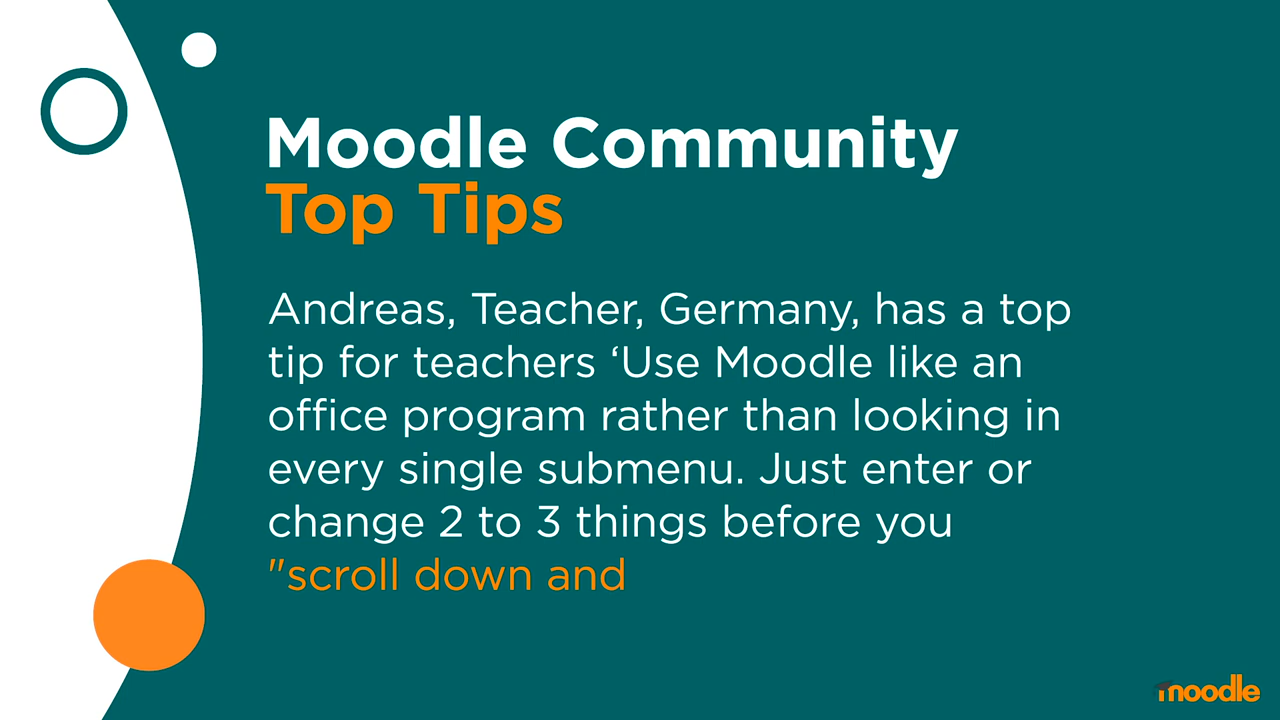 Moodle Community
Top Tips
Andreas, Teacher, Germany, has a top
tip for teachers ‘Use Moodle like an
office program rather than looking in
every single submenu. Just enter or
change 2 to 3 things before you
"scroll down and
moodle